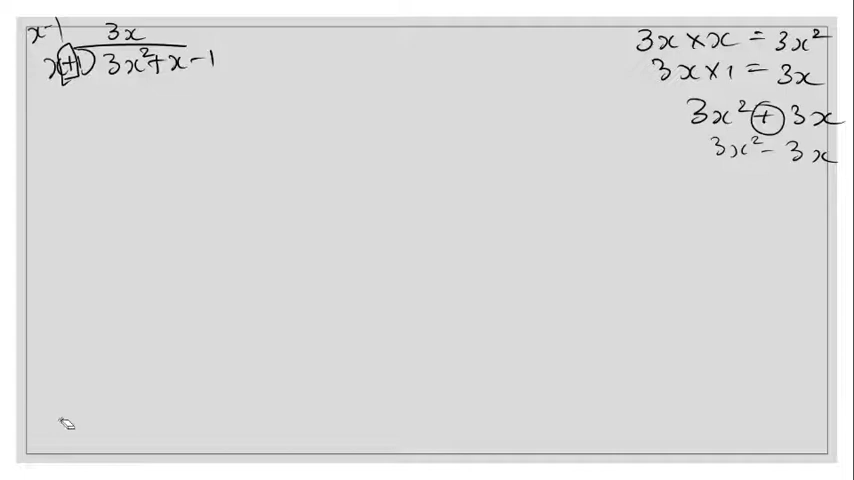 x-1 3x
x+1) 3x²+x-1
3x × x = 3x²
3x × 1 = 3x
3x² + 3x
3x² - 3x